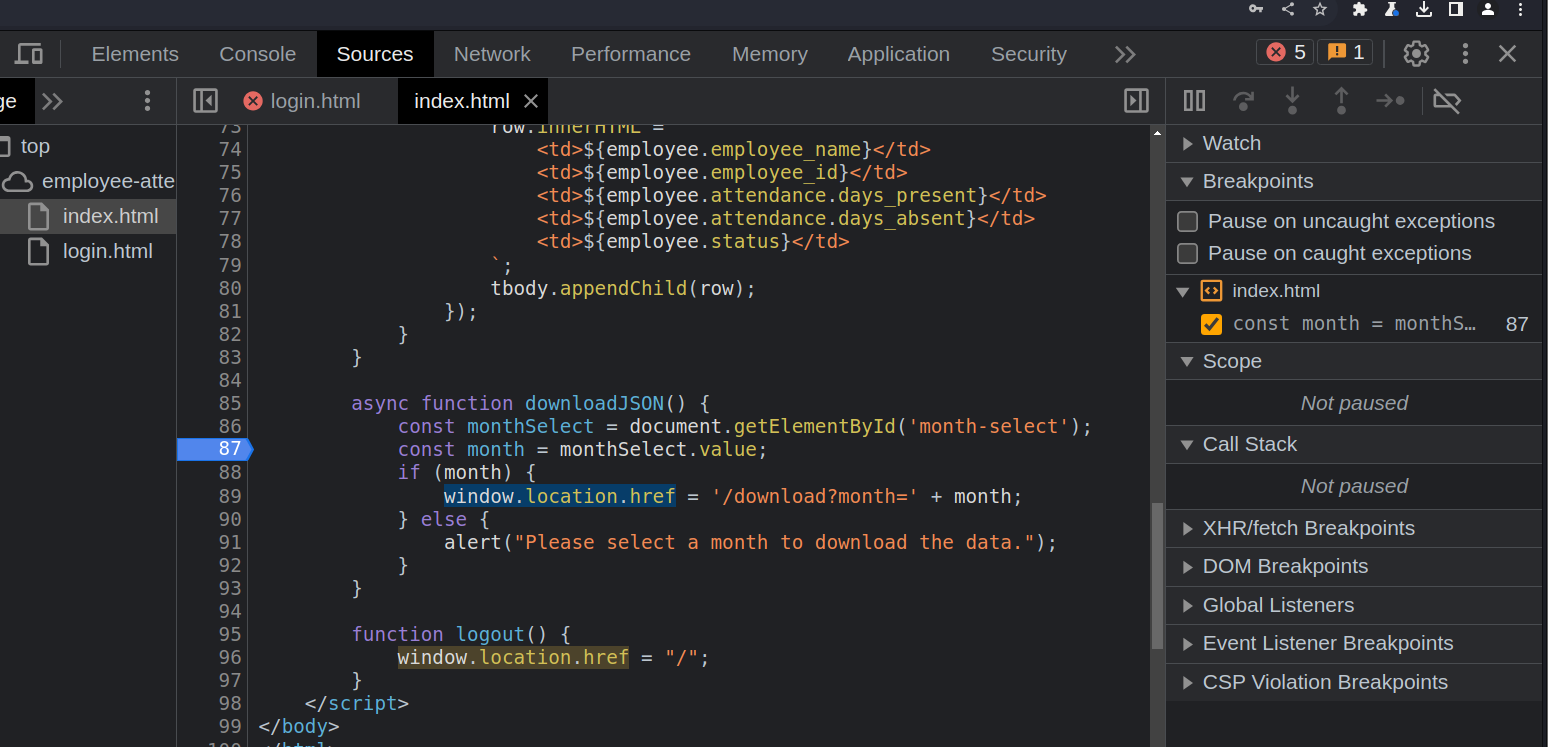 Elements Console Sources Network Performance Memory Application Security 5 1
ge login.html index.html
top
employee-atte
index.html
login.html
73 row.innerHTML =
74 <td>${employee.employee_name}</td>
75 <td>${employee.employee_id}</td>
76 <td>${employee.attendance.days_present}</td>
77 <td>${employee.attendance.days_absent}</td>
78 <td>${employee.status}</td>
79 `;
80 tbody.appendChild(row);
81 });
82 }
83 }
84
85 async function downloadJSON() {
86 const monthSelect = document.getElementById('month-select');
87 const month = monthSelect.value;
88 if (month) {
89 window.location.href = '/download?month=' + month;
90 } else {
91 alert("Please select a month to download the data.");
92 }
93 }
94
95 function logout() {
96 window.location.href = "/";
97 }
98 </script>
99 </body>
100 </html>
Watch
Breakpoints
Pause on uncaught exceptions
Pause on caught exceptions
index.html
const month = monthS… 87
Scope
Not paused
Call Stack
Not paused
XHR/fetch Breakpoints
DOM Breakpoints
Global Listeners
Event Listener Breakpoints
CSP Violation Breakpoints